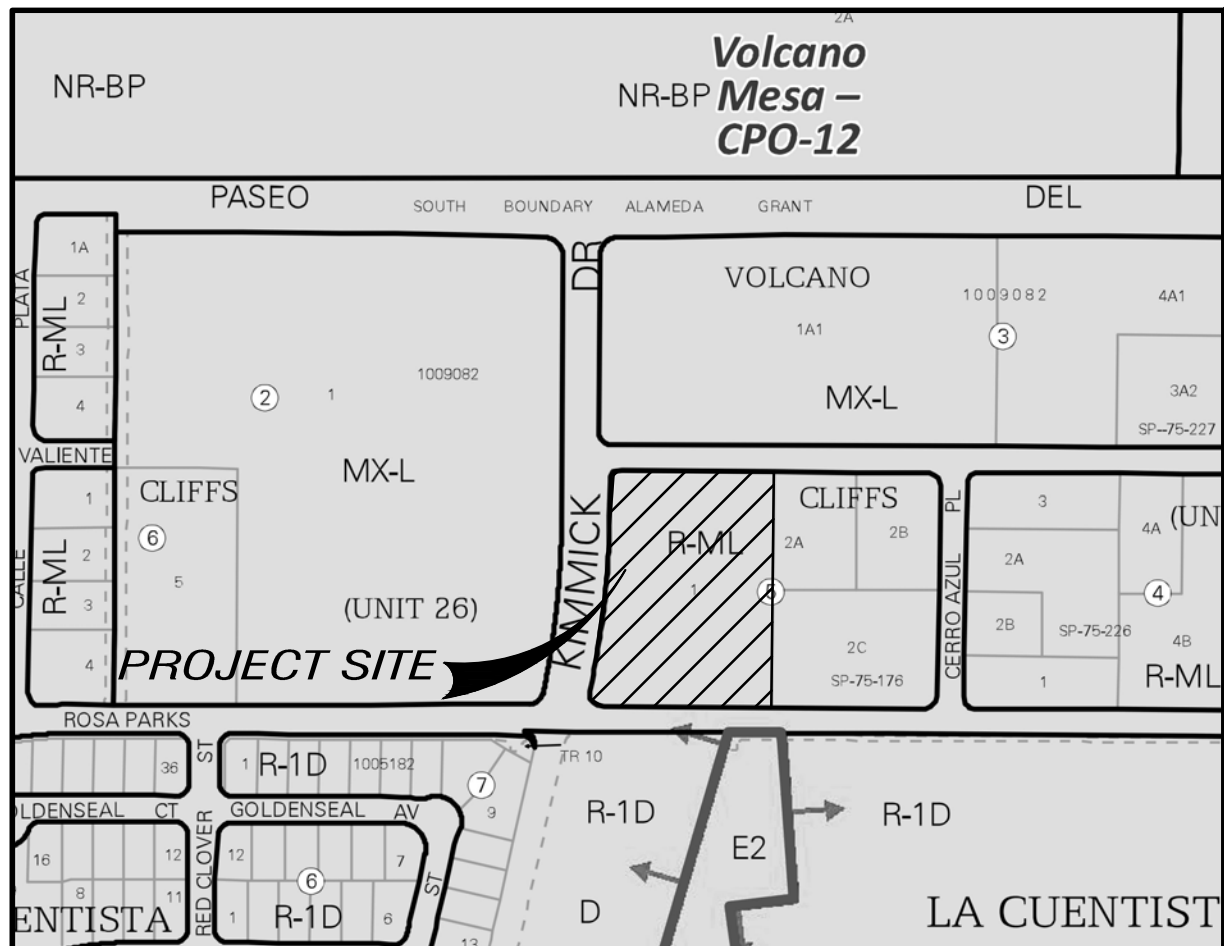 2A
NR-BP
NR-BP
Volcano
Mesa –
CPO-12
PASEO
SOUTH BOUNDARY ALAMEDA GRANT
DEL
1A
2
3
4
PLATA
R-ML
DR
VOLCANO
1009082
4A1
1A1
3
1009082
2
1
MX-L
3A2
SP--75-227
VALIENTE
MX-L
1
2
3
4
CALLE
R-ML
CLIFFS
6
5
(UNIT 26)
KIMMICK
R-ML
1
5
CLIFFS
2A
2B
2C
SP-75-176
CERRO AZUL PL
3
4A
(UN
2A
2B
SP-75-226
4
4B
1
R-ML
PROJECT SITE
ROSA PARKS
ST
36
1
R-1D
1005182
7
9
TR 10
R-1D
R-1D
E2
OLDENSEAL CT
GOLDENSEAL AV
RED CLOVER
ST
16
12
8
11
12
7
6
1
R-1D
6
13
D
ENTISTA
LA CUENTIST